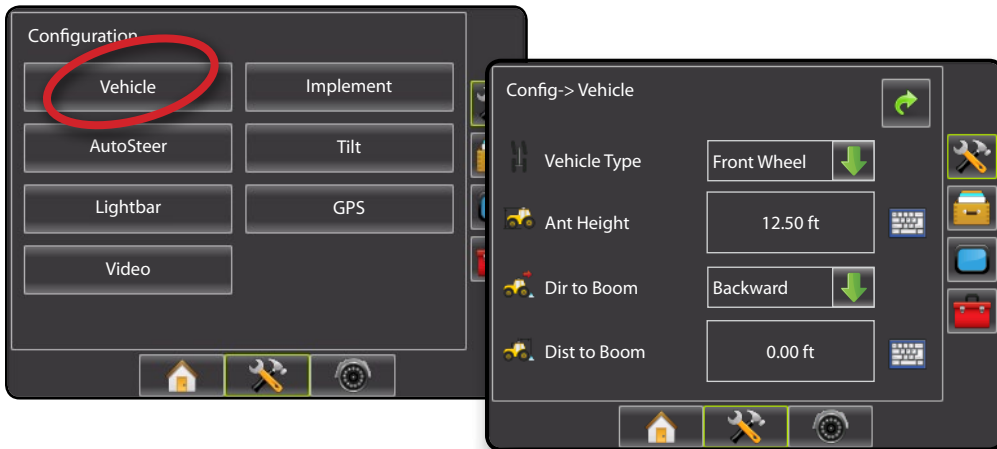 Configuration
Vehicle
Implement
AutoSteer
Tilt
Lightbar
GPS
Video
Config-> Vehicle
Vehicle Type
Front Wheel
Ant Height
12.50 ft
Dir to Boom
Backward
Dist to Boom
0.00 ft